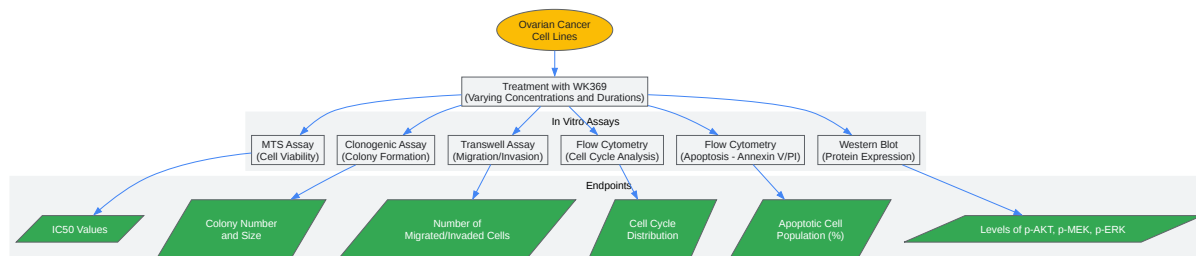 Ovarian Cancer
Cell Lines
Treatment with WK369
(Varying Concentrations and Durations)
In Vitro Assays
MTS Assay
(Cell Viability)
Clonogenic Assay
(Colony Formation)
Transwell Assay
(Migration/Invasion)
Flow Cytometry
(Cell Cycle Analysis)
Flow Cytometry
(Apoptosis - Annexin V/PI)
Western Blot
(Protein Expression)
Endpoints
IC50 Values
Colony Number
and Size
Number of
Migrated/Invaded Cells
Cell Cycle
Distribution
Apoptotic Cell
Population (%)
Levels of p-AKT, p-MEK, p-ERK